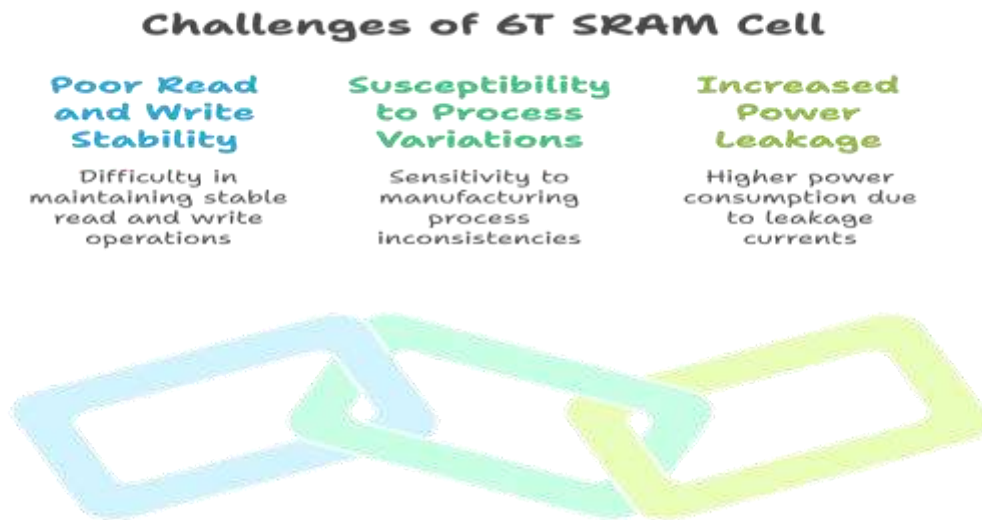 Challenges of 6T SRAM Cell
Poor Read
and Write
Stability
Difficulty in
maintaining stable
read and write
operations
Susceptibility
to Process
Variations
Sensitivity to
manufacturing
process
inconsistencies
Increased
Power
Leakage
Higher power
consumption due
to leakage
currents